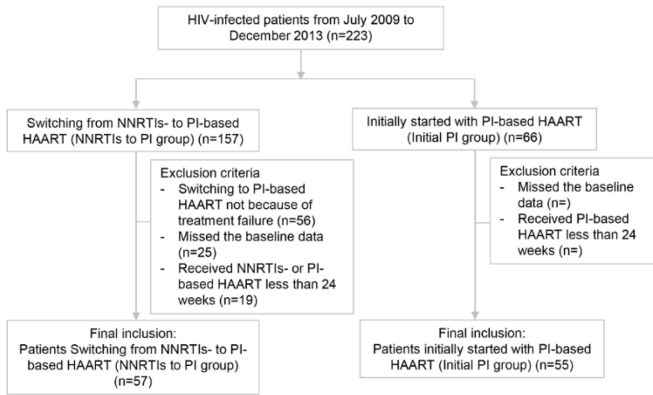 HIV-infected patients from July 2009 to
December 2013 (n=223)
Switching from NNRTIs- to PI-based
HAART (NNRTIs to PI group) (n=157)
Initially started with PI-based HAART
(Initial PI group) (n=66)
Exclusion criteria
- Switching to PI-based
HAART not because of
treatment failure (n=56)
- Missed the baseline data
(n=25)
- Received NNRTIs- or PI-
based HAART less than 24
weeks (n=19)
Exclusion criteria
- Missed the baseline
data (n=)
- Received PI-based
HAART less than 24
weeks (n=)
Final inclusion:
Patients Switching from NNRTIs- to PI-
based HAART (NNRTIs to PI group)
(n=57)
Final inclusion:
Patients initially started with PI-based
HAART (Initial PI group) (n=55)